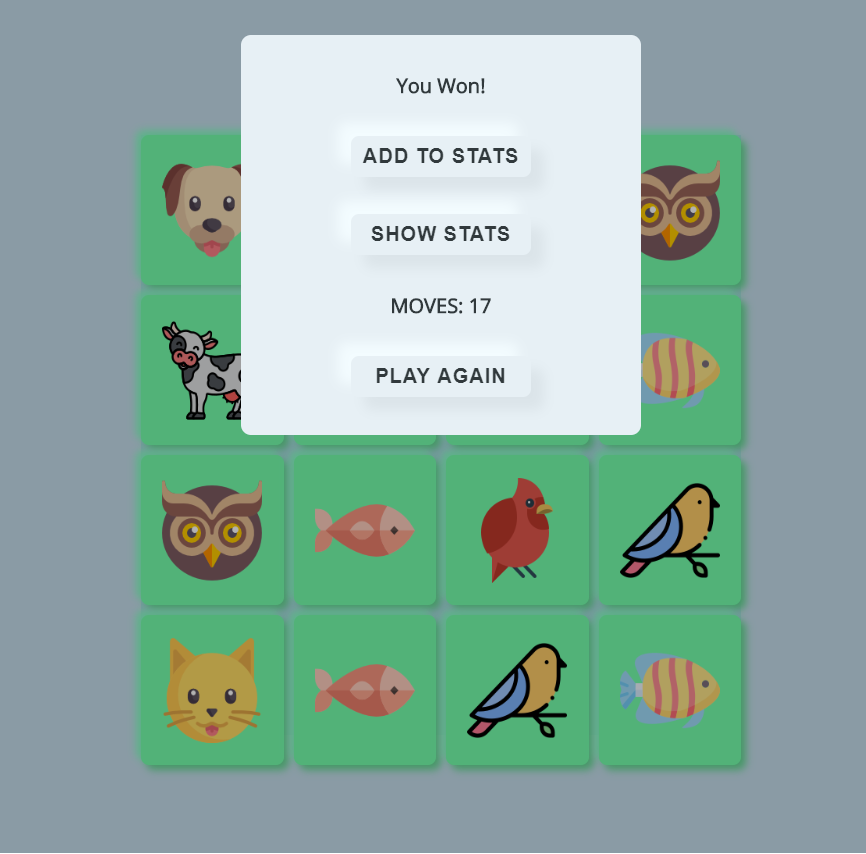 You Won!
ADD TO STATS
SHOW STATS
MOVES: 17
PLAY AGAIN